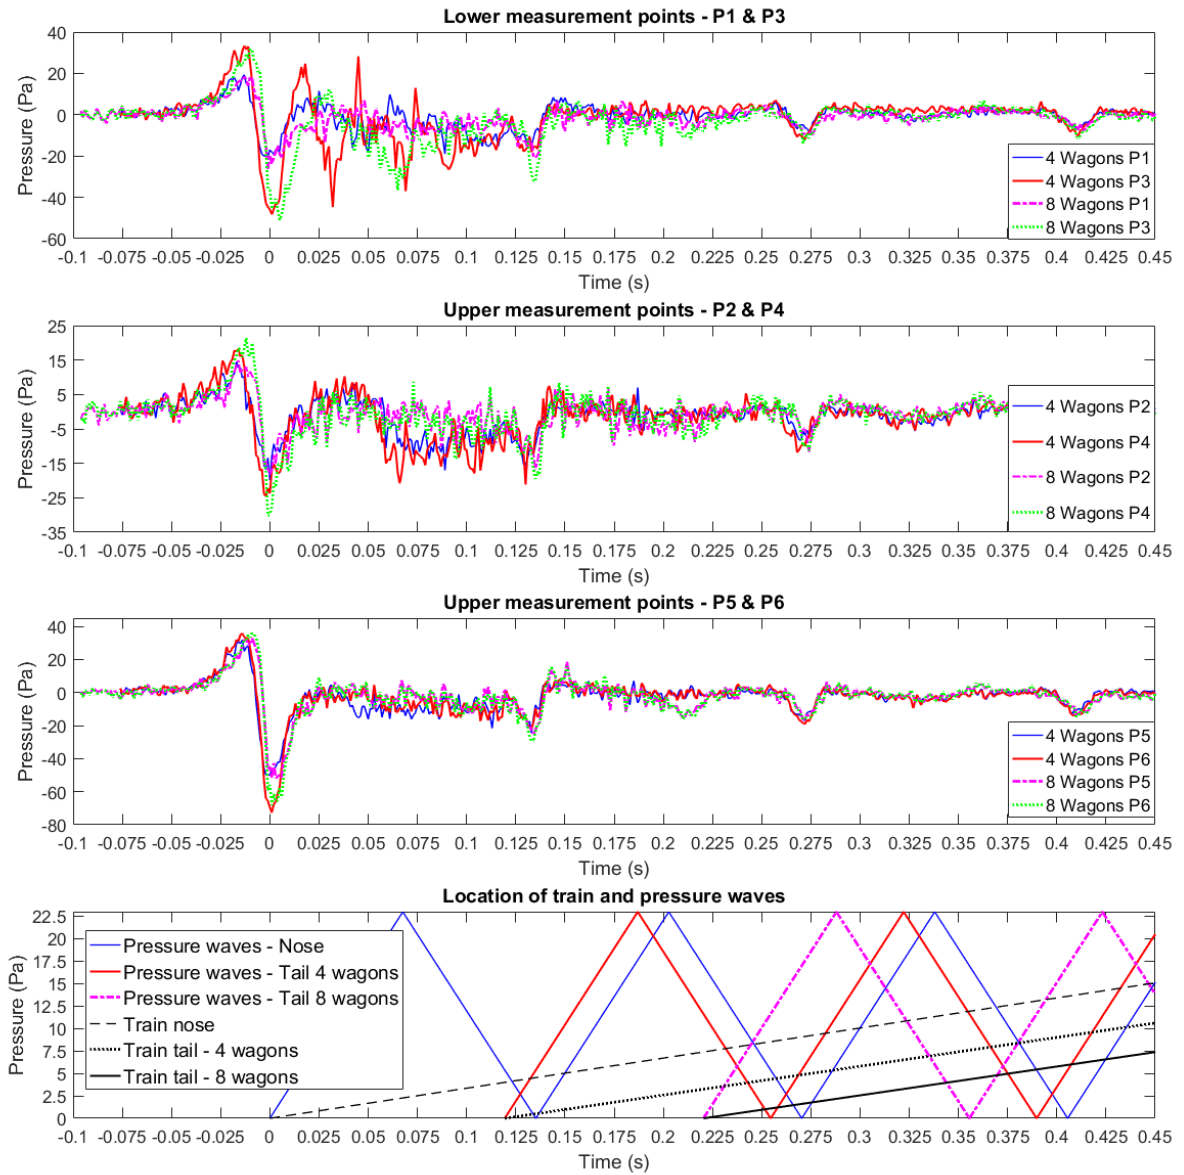 Lower measurement points - P1 & P3
40
20
0
-20
-40
-60
Pressure (Pa)
4 Wagons P1
4 Wagons P3
8 Wagons P1
8 Wagons P3
-0.1 -0.075 -0.05 -0.025 0 0.025 0.05 0.075 0.1 0.125 0.15 0.175 0.2 0.225 0.25 0.275 0.3 0.325 0.35 0.375 0.4 0.425 0.45
Time (s)
Upper measurement points - P2 & P4
25
15
5
-5
-15
-25
-35
Pressure (Pa)
4 Wagons P2
4 Wagons P4
8 Wagons P2
8 Wagons P4
-0.1 -0.075 -0.05 -0.025 0 0.025 0.05 0.075 0.1 0.125 0.15 0.175 0.2 0.225 0.25 0.275 0.3 0.325 0.35 0.375 0.4 0.425 0.45
Time (s)
Upper measurement points - P5 & P6
40
20
0
-20
-40
-60
-80
Pressure (Pa)
4 Wagons P5
4 Wagons P6
8 Wagons P5
8 Wagons P6
-0.1 -0.075 -0.05 -0.025 0 0.025 0.05 0.075 0.1 0.125 0.15 0.175 0.2 0.225 0.25 0.275 0.3 0.325 0.35 0.375 0.4 0.425 0.45
Time (s)
Location of train and pressure waves
22.5
20
17.5
15
12.5
10
7.5
5
2.5
0
Pressure (Pa)
Pressure waves - Nose
Pressure waves - Tail 4 wagons
Pressure waves - Tail 8 wagons
Train nose
Train tail - 4 wagons
Train tail - 8 wagons
-0.1 -0.075 -0.05 -0.025 0 0.025 0.05 0.075 0.1 0.125 0.15 0.175 0.2 0.225 0.25 0.275 0.3 0.325 0.35 0.375 0.4 0.425 0.45
Time (s)